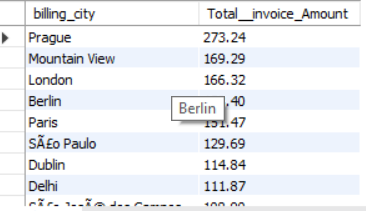 billing_city Total__invoice_Amount
Prague 273.24
Mountain View 169.29
London 166.32
Berlin .40
Berlin
Paris 151.47
SÃ£o Paulo 129.69
Dublin 114.84
Delhi 111.87